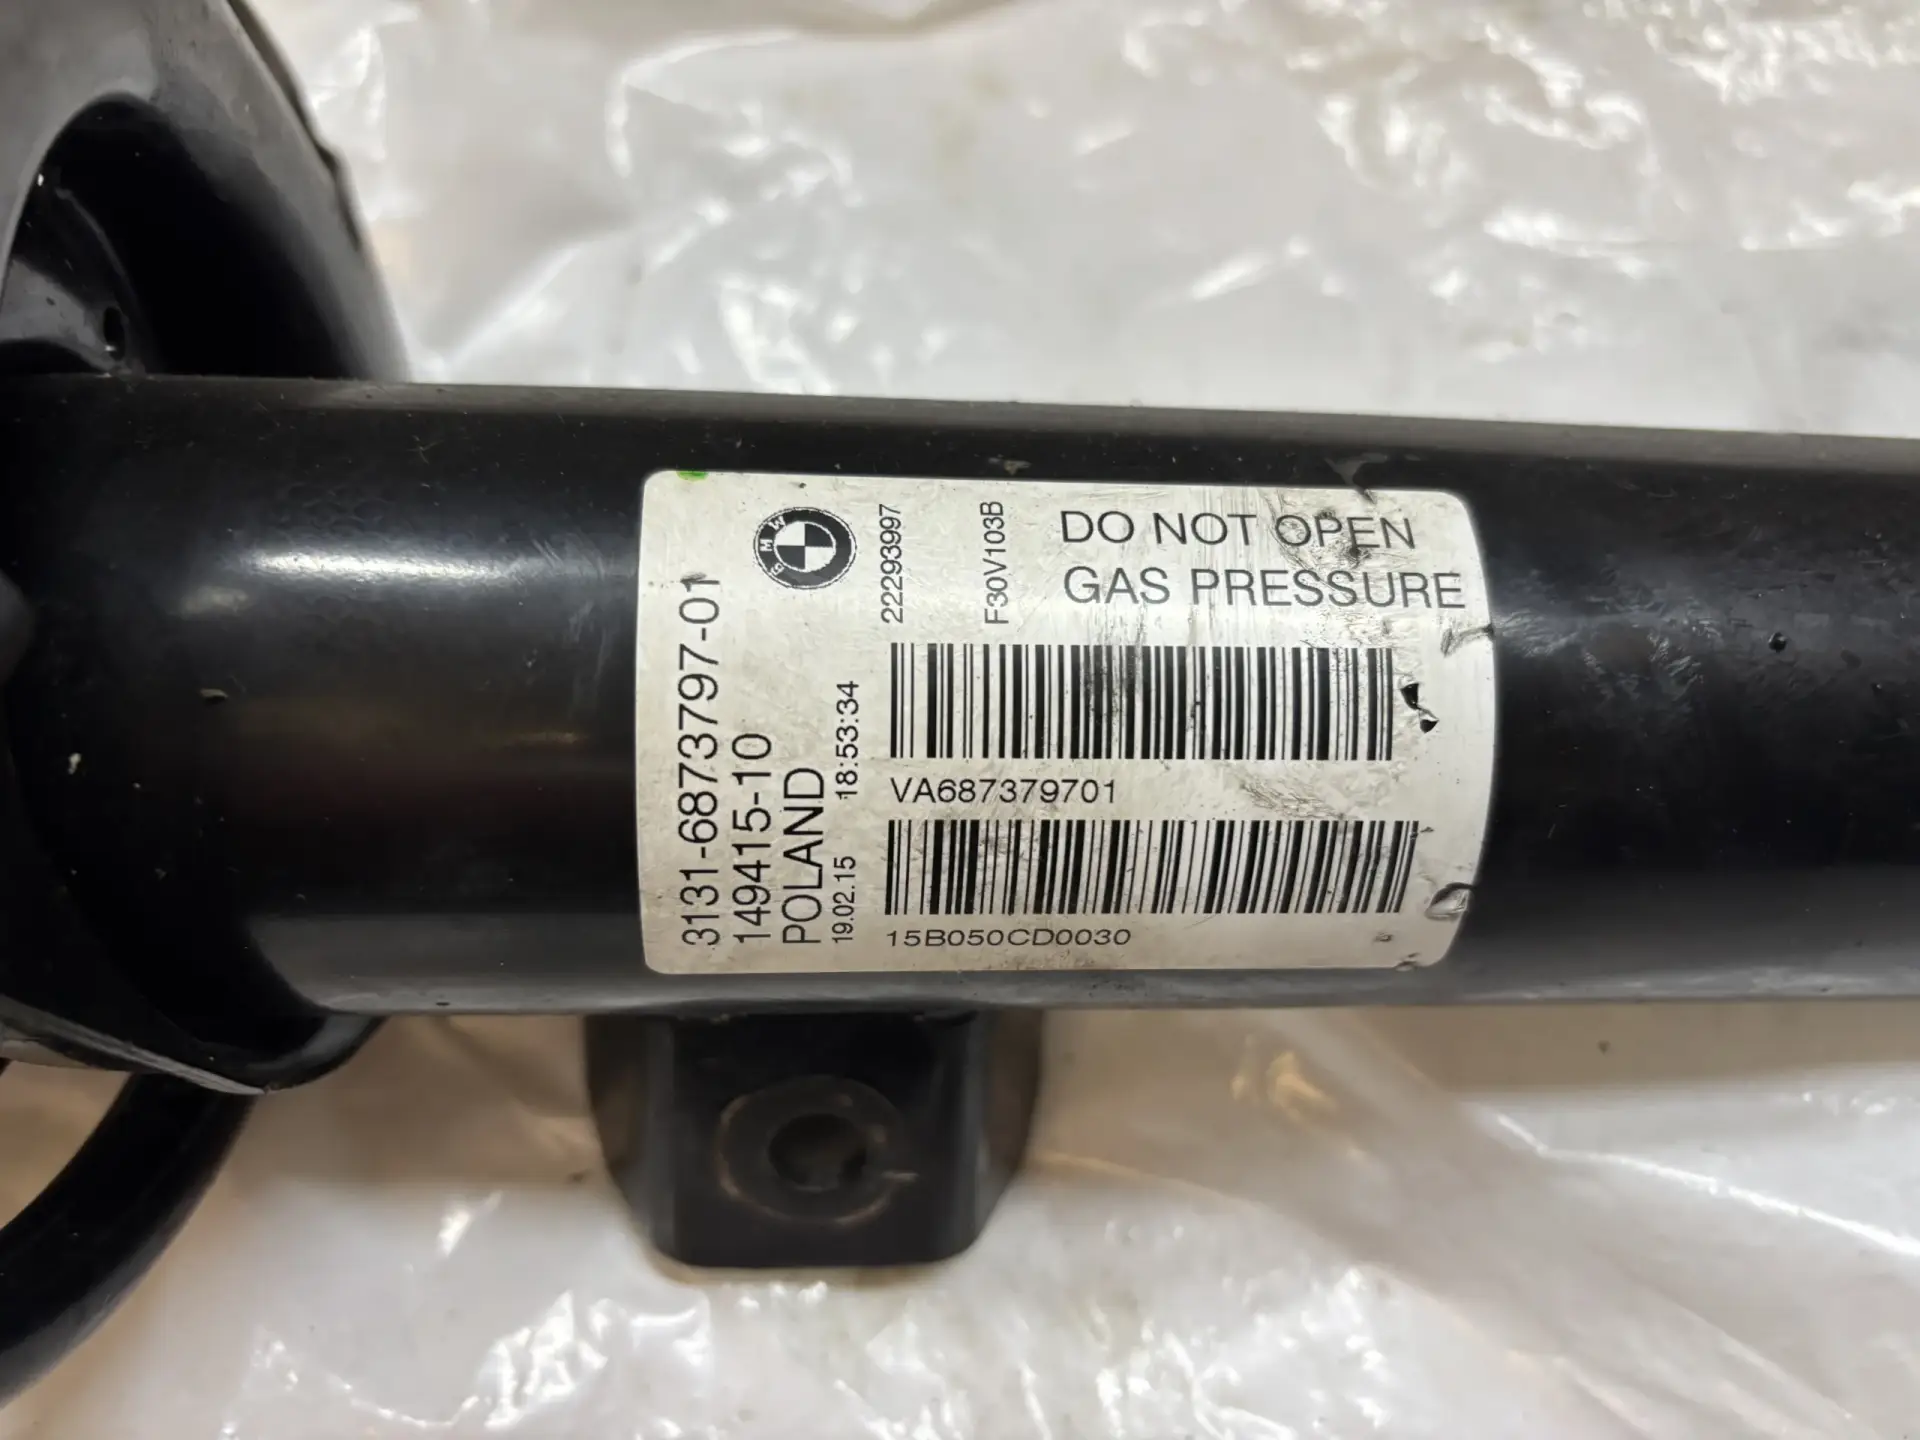 BMW
3131-6873797-01
149415-10
POLAND
19.02.15 18:53:34
22293997
F30V103B
DO NOT OPEN
GAS PRESSURE
VA687379701
15B050CD0030